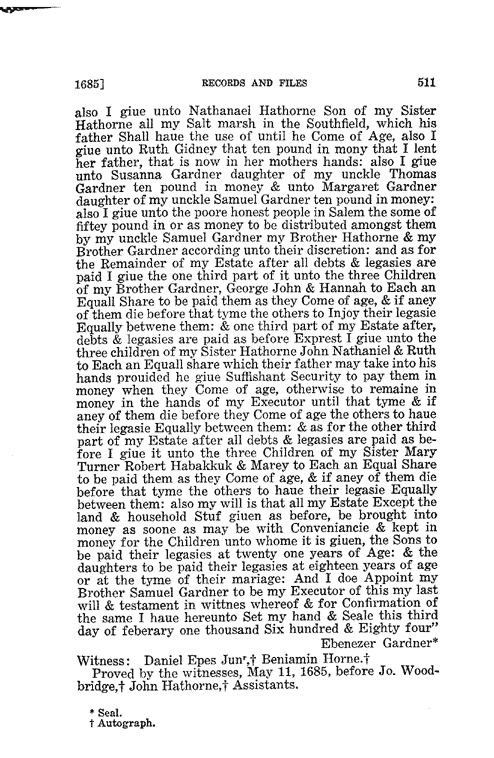 1685] RECORDS AND FILES 511
also I giue unto Nathanael Hathorne Son of my Sister
Hathorne all my Salt marsh in the Southfield, which his
father Shall haue the use of until he Come of Age, also I
giue unto Ruth Gidney that ten pound in mony that I lent
her father, that is now in her mothers hands: also I giue
unto Susanna Gardner daughter of my unckle Thomas
Gardner ten pound in money & unto Margaret Gardner
daughter of my unckle Samuel Gardner ten pound in money:
also I giue unto the poore honest people in Salem the some of
fiftey pound in or as money to be distributed amongst them
by my unckle Samuel Gardner my Brother Hathorne & my
Brother Gardner according unto their discretion: and as for
the Remainder of my Estate after all debts & legasies are
paid I giue the one third part of it unto the three Children
of my Brother Gardner, George John & Hannah to Each an
Equall Share to be paid them as they Come of age, & if aney
of them die before that tyme the others to Injoy their legasie
Equally betwene them: & one third part of my Estate after,
debts & legasies are paid as before Exprest I giue unto the
three children of my Sister Hathorne John Nathaniel & Ruth
to Each an Equall share which their father may take into his
hands prouided he giue Suffishant Security to pay them in
money when they Come of age, otherwise to remaine in
money in the hands of my Executor until that tyme & if
aney of them die before they Come of age the others to haue
their legasie Equally between them: & as for the other third
part of my Estate after all debts & legasies are paid as be-
fore I giue it unto the three Children of my Sister Mary
Turner Robert Habakkuk & Marey to Each an Equal Share
to be paid them as they Come of age, & if aney of them die
before that tyme the others to haue their legasie Equally
between them: also my will is that all my Estate Except the
land & household Stuf giuen as before, be brought into
money as soone as may be with Conveniancie & kept in
money for the Children unto whome it is giuen, the Sons to
be paid their legasies at twenty one years of Age: & the
daughters to be paid their legasies at eighteen years of age
or at the tyme of their mariage: And I doe Appoint my
Brother Samuel Gardner to be my Executor of this my last
will & testament in wittnes whereof & for Confirmation of
the same I haue hereunto Set my hand & Seale this third
day of feberary one thousand Six hundred & Eighty four"
Ebenezer Gardner*
Witness: Daniel Epes Junʳ,† Beniamin Horne.†
Proved by the witnesses, May 11, 1685, before Jo. Wood-
bridge,† John Hathorne,† Assistants.
* Seal.
† Autograph.